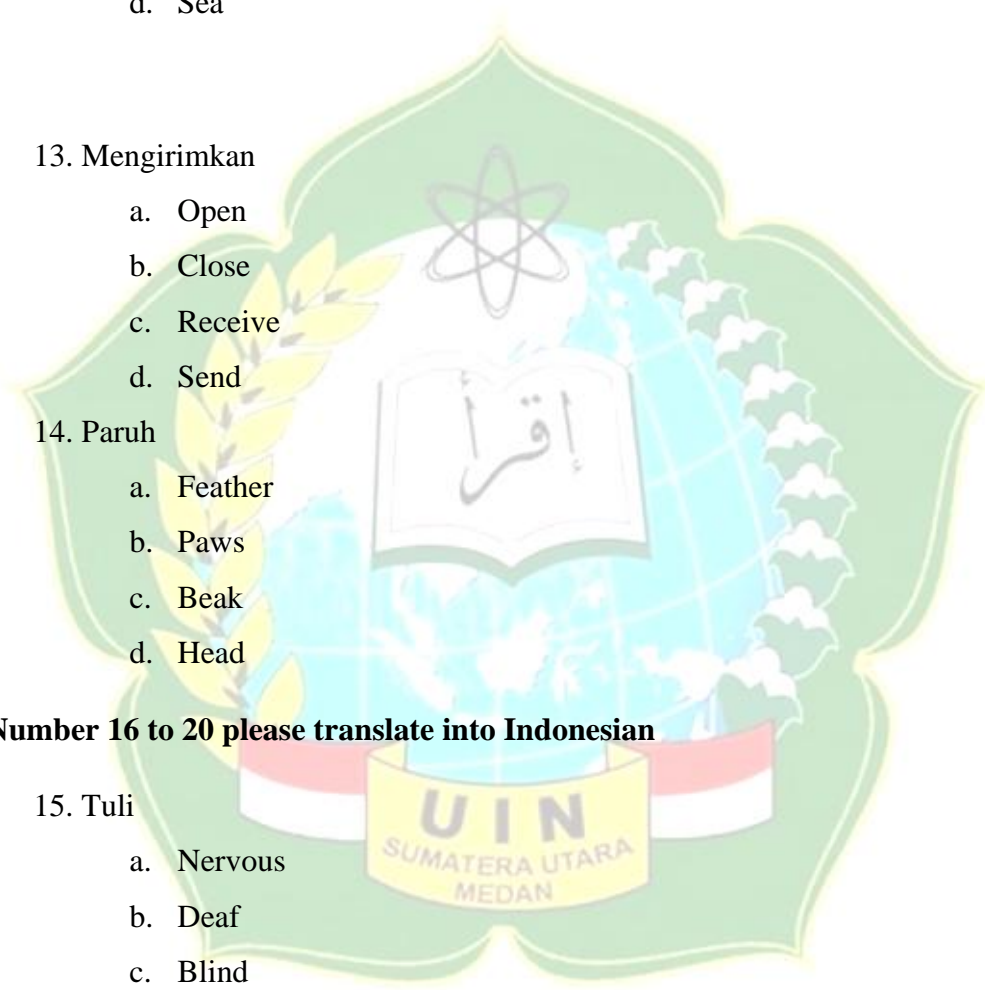 d. Sea
13. Mengirimkan
a. Open
b. Close
c. Receive
d. Send
14. Paruh
إقرأ
a. Feather
b. Paws
c. Beak
d. Head
Number 16 to 20 please translate into Indonesian
15. Tuli
a. Nervous
b. Deaf
c. Blind
UIN
SUMATERA UTARA
MEDAN